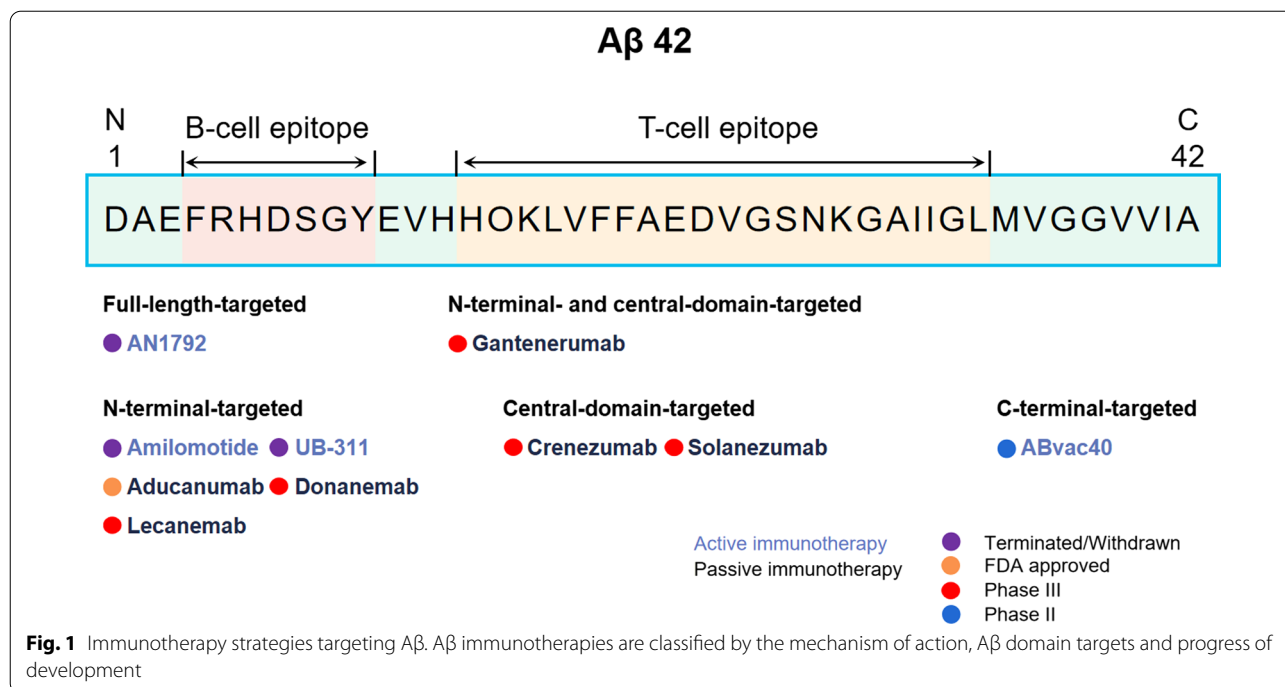 Aβ 42
N
1
B-cell epitope
T-cell epitope
C
42
DAEFRHDSGYEVHHOKLVFFAEDVGSNKGAIIGLMVGGVVIA
Full-length-targeted
AN1792
N-terminal- and central-domain-targeted
Gantenerumab
N-terminal-targeted
Amilomotide UB-311
Aducanumab Donanemab
Lecanemab
Central-domain-targeted
Crenezumab Solanezumab
C-terminal-targeted
ABvac40
Active immunotherapy
Passive immunotherapy
Terminated/Withdrawn
FDA approved
Phase III
Phase II
Fig. 1 Immunotherapy strategies targeting Aβ. Aβ immunotherapies are classified by the mechanism of action, Aβ domain targets and progress of
development